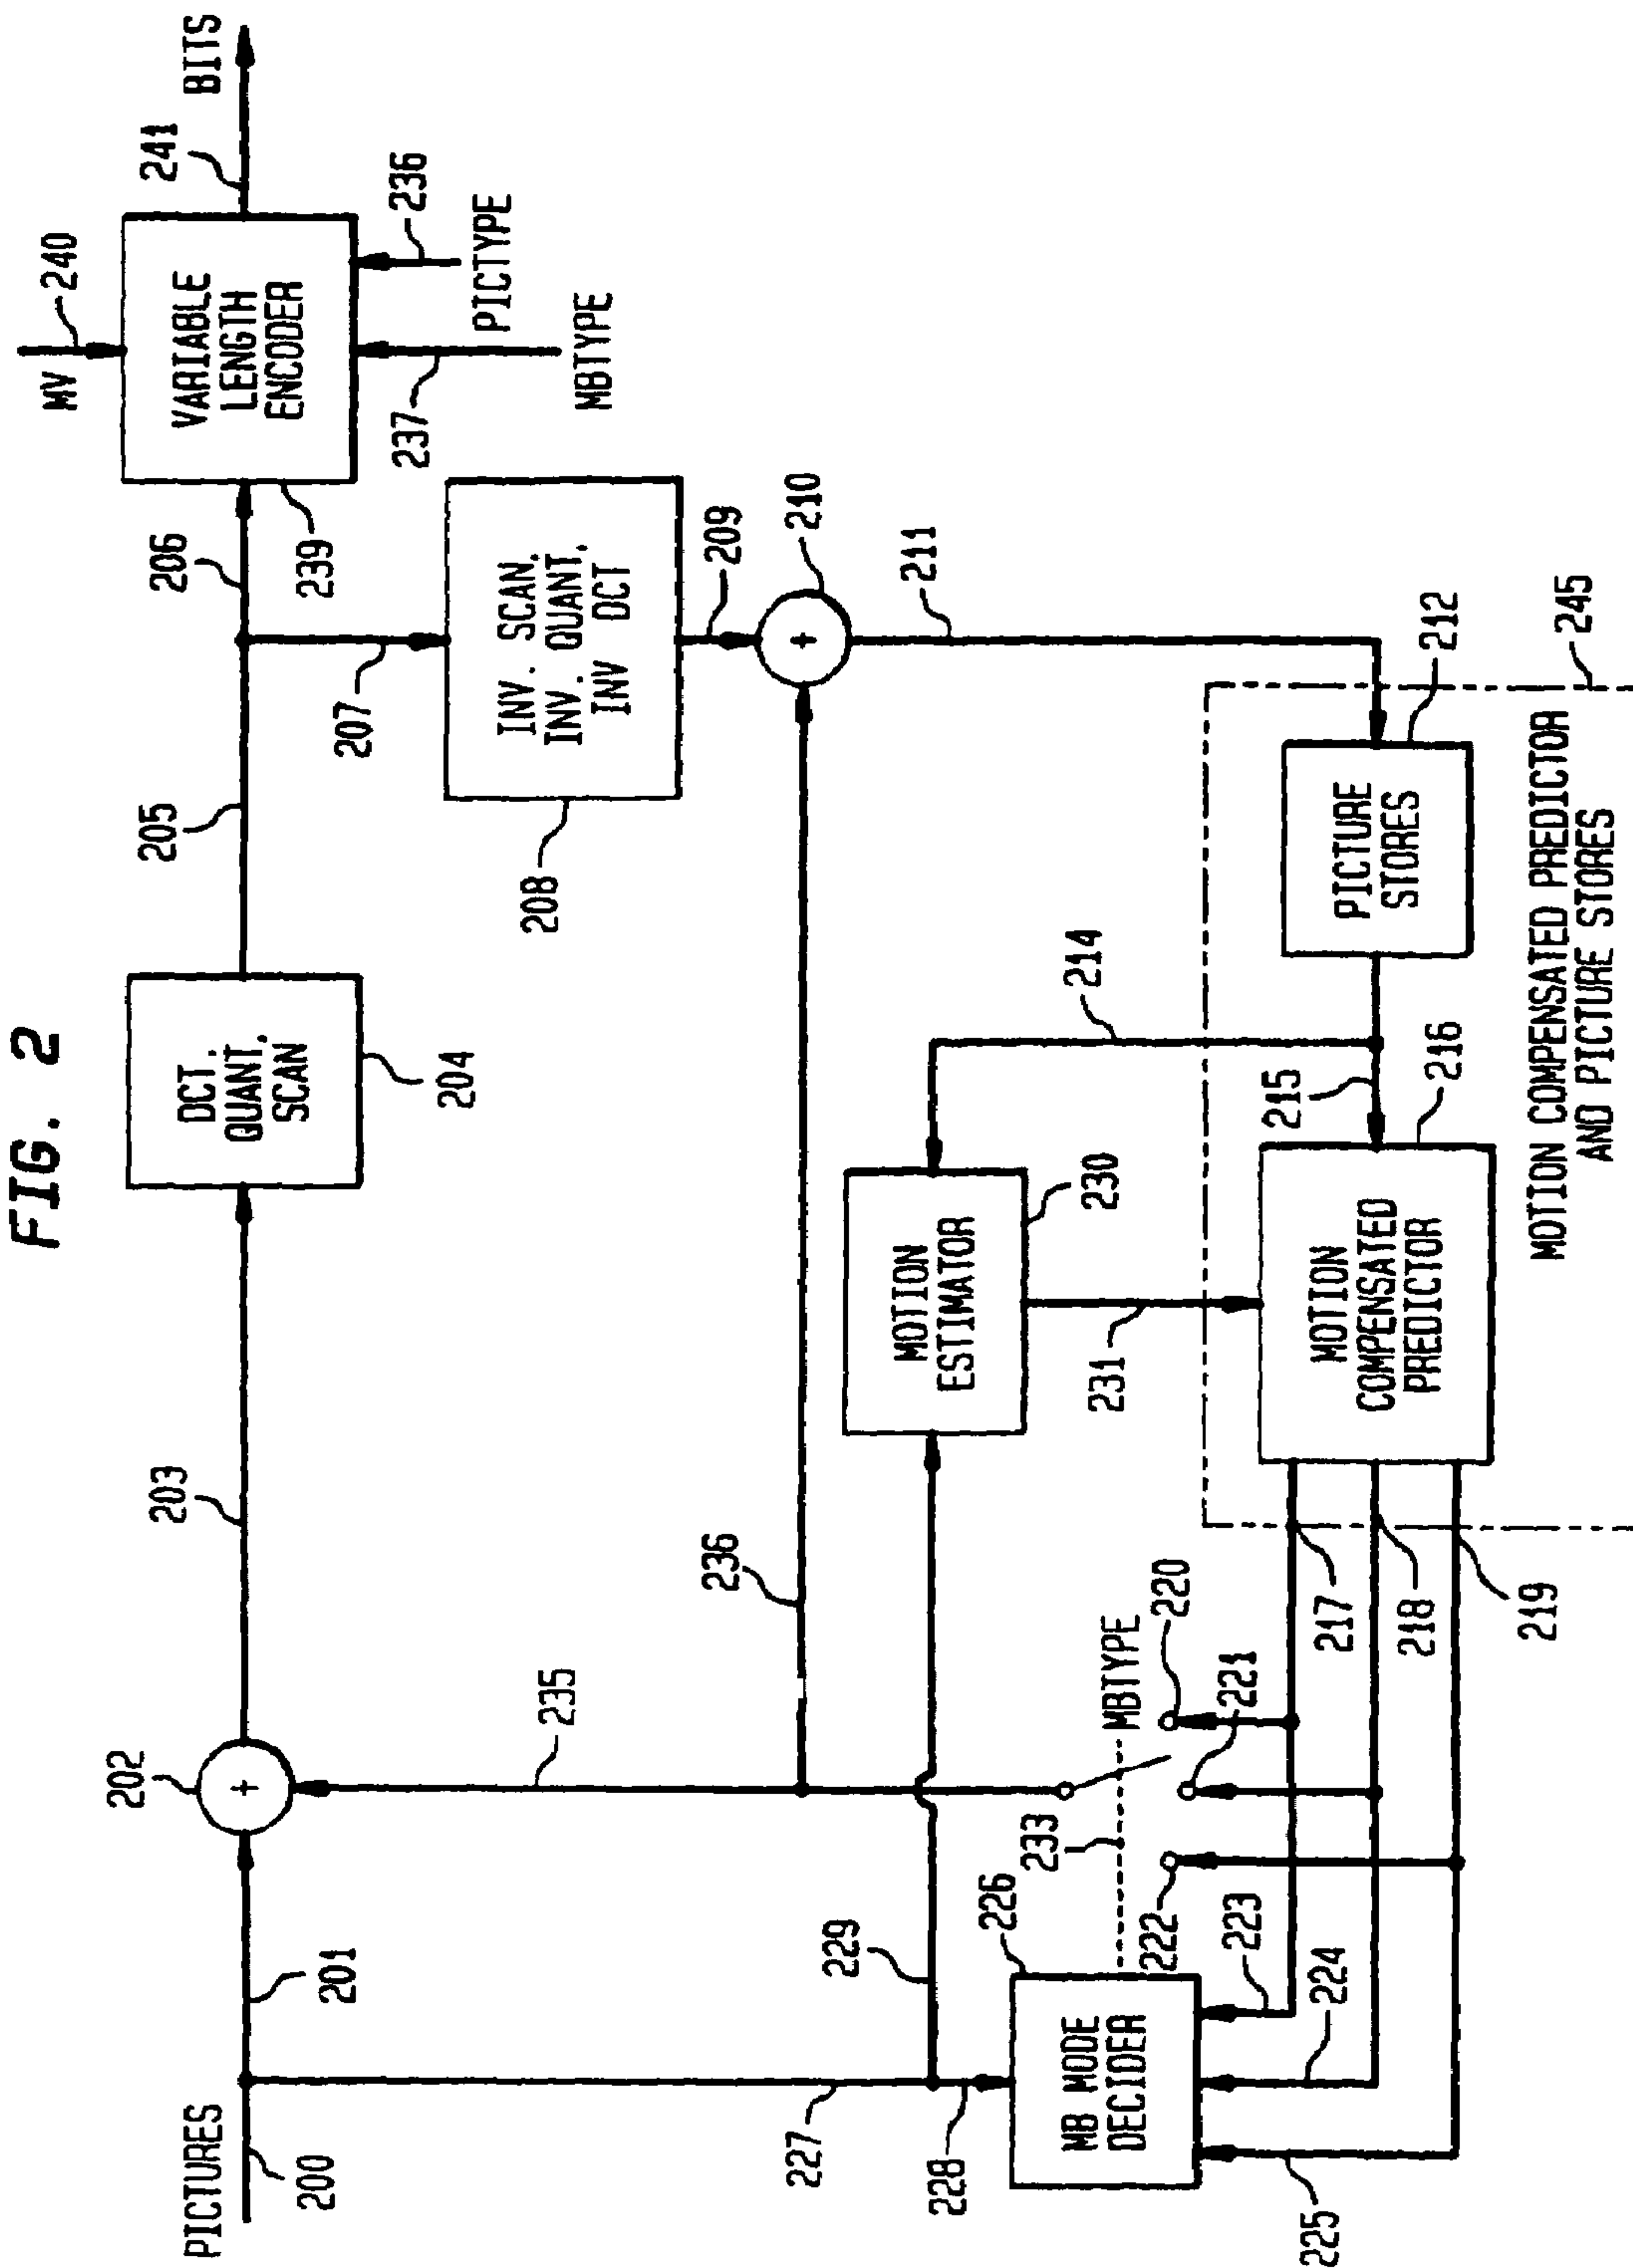 FIG. 2
PICTURES
200
201
202
203
DCT.
QUANT,
SCAN
204
205
206
MV
240
VARIABLE
LENGTH
ENCODER
239
241
BITS
236
PICTYPE
237
MBTYPE
207
INV. SCAN,
INV. QUANT,
INV DCT
208
209
+
210
211
+
235
236
227
228
229
MOTION
ESTIMATOR
230
231
214
245
PICTURE
STORES
212
215
MOTION
COMPENSATED
PREDICTOR
216
MOTION COMPENSATED PREDICTOR
AND PICTURE STORES
217
218
219
MBTYPE
220
221
222
233
MB MODE
DECIDER
226
223
224
225